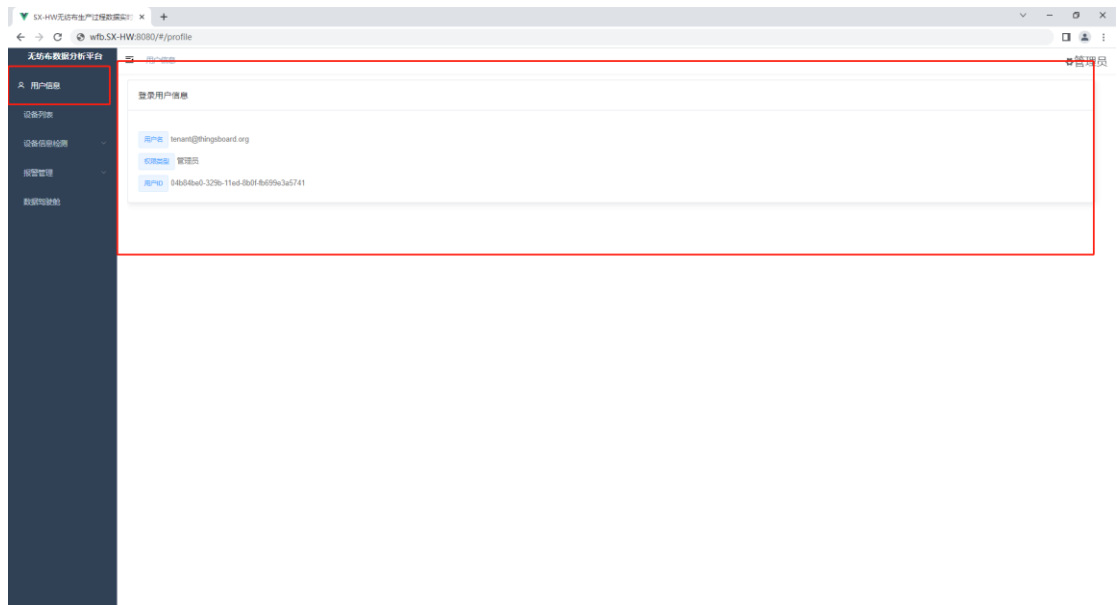 SX-HW无纺布生产过程数据实时
wfb.SX-HW:8080/#/profile
无纺布数据分析平台
用户信息
管理员
用户信息
设备列表
设备信息检测
报警管理
数据驾驶舱
登录用户信息
用户名 tenant@thingsboard.org
权限类型 管理员
用户ID 84b84be0-329b-11ed-8b0f-fb699e3a5741